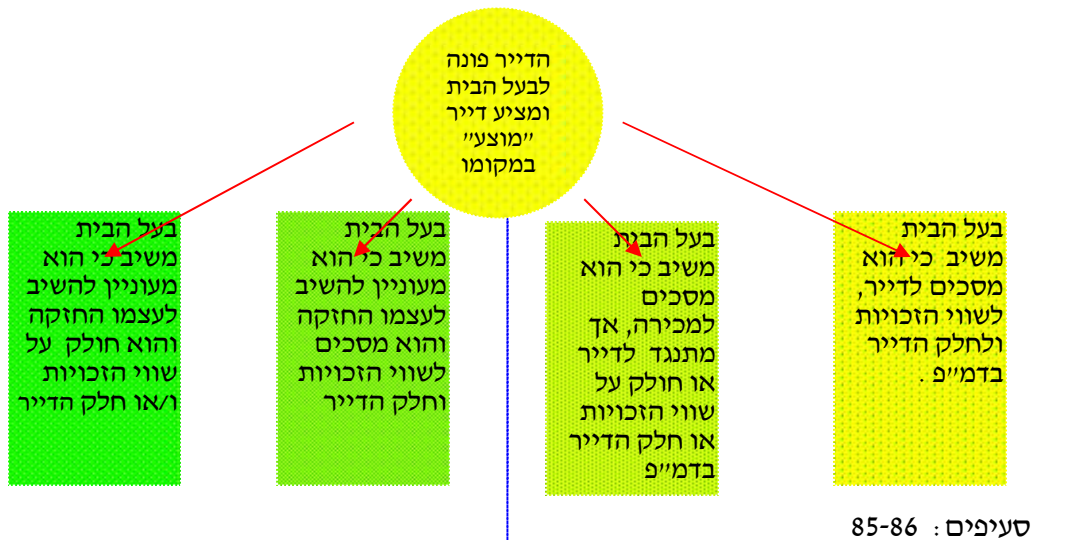 הדייר פונה
לבעל הבית
ומציע דייר
״מוצע״
במקומו
בעל הבית
משיב כי הוא
מסכים לדייר,
לשווי הזכויות
ולחלק הדייר
בדמ״פ .
בעל הבית
משיב כי הוא
מסכים
למכירה, אך
מתנגד לדייר
או חולק על
שווי הזכויות
או חלק הדייר
בדמ״פ
בעל הבית
משיב כי הוא
מעוניין להשיב
לעצמו החזקה
והוא מסכים
לשווי הזכויות
וחלק הדייר
בעל הבית
משיב כי הוא
מעוניין להשיב
לעצמו החזקה
והוא חולק על
שווי הזכויות
ו/או חלק הדייר
סעיפים : 85-86